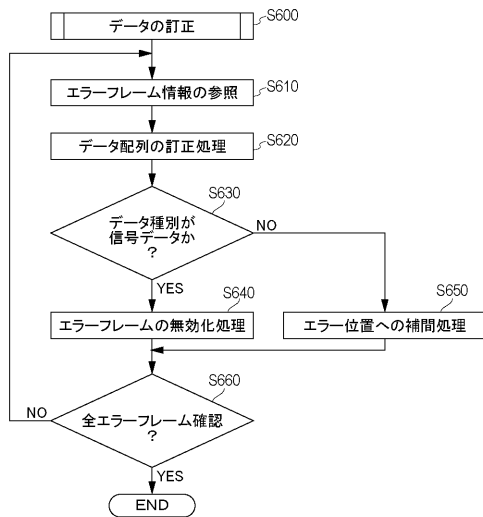 データの訂正
S600
エラーフレーム情報の参照
S610
データ配列の訂正処理
S620
S630
データ種別が
信号データか
?
NO
YES
S640
S650
エラーフレームの無効化処理
エラー位置への補間処理
S660
NO
全エラーフレーム確認
?
YES
END